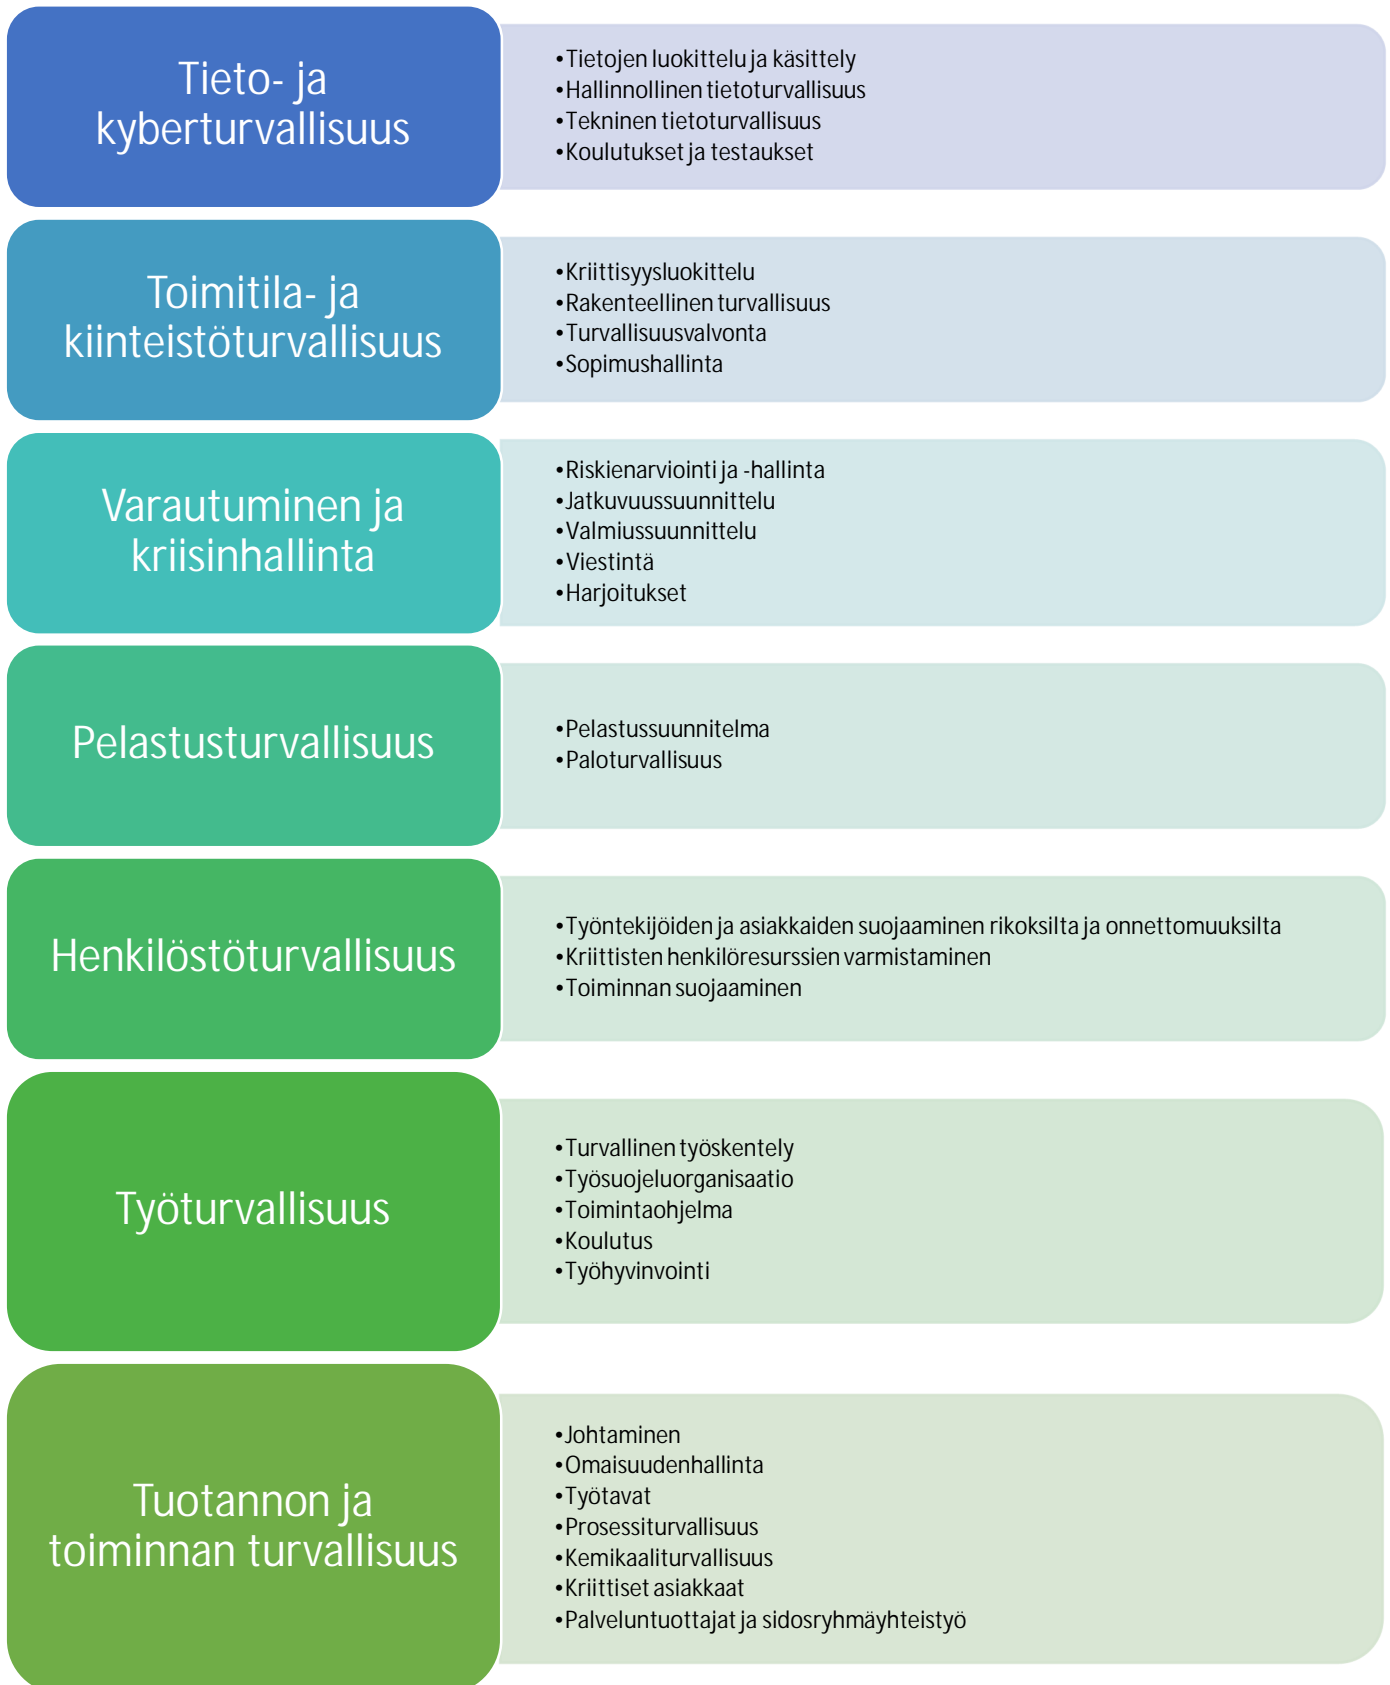 Tieto- ja
kyberturvallisuus
•Tietojen luokittelu ja käsittely
•Hallinnollinen tietoturvallisuus
•Tekninen tietoturvallisuus
•Koulutukset ja testaukset
Toimitila- ja
kiinteistöturvallisuus
•Kriittisyysluokittelu
•Rakenteellinen turvallisuus
•Turvallisuusvalvonta
•Sopimushallinta
Varautuminen ja
kriisinhallinta
•Riskienarviointi ja -hallinta
•Jatkuvuussuunnittelu
•Valmiussuunnittelu
•Viestintä
•Harjoitukset
Pelastusturvallisuus
•Pelastussuunnitelma
•Paloturvallisuus
Henkilöstöturvallisuus
•Työntekijöiden ja asiakkaiden suojaaminen rikoksilta ja onnettomuuksilta
•Kriittisten henkilöresurssien varmistaminen
•Toiminnan suojaaminen
Työturvallisuus
•Turvallinen työskentely
•Työsuojeluorganisaatio
•Toimintaohjelma
•Koulutus
•Työhyvinvointi
Tuotannon ja
toiminnan turvallisuus
•Johtaminen
•Omaisuudenhallinta
•Työtavat
•Prosessiturvallisuus
•Kemikaaliturvallisuus
•Kriittiset asiakkaat
•Palveluntuottajat ja sidosryhmäyhteistyö